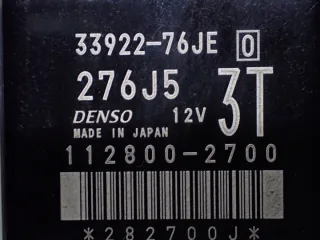 33922-76JE 0
276J5 3T
DENSO 12V
MADE IN JAPAN
112800-2700
*282700J*